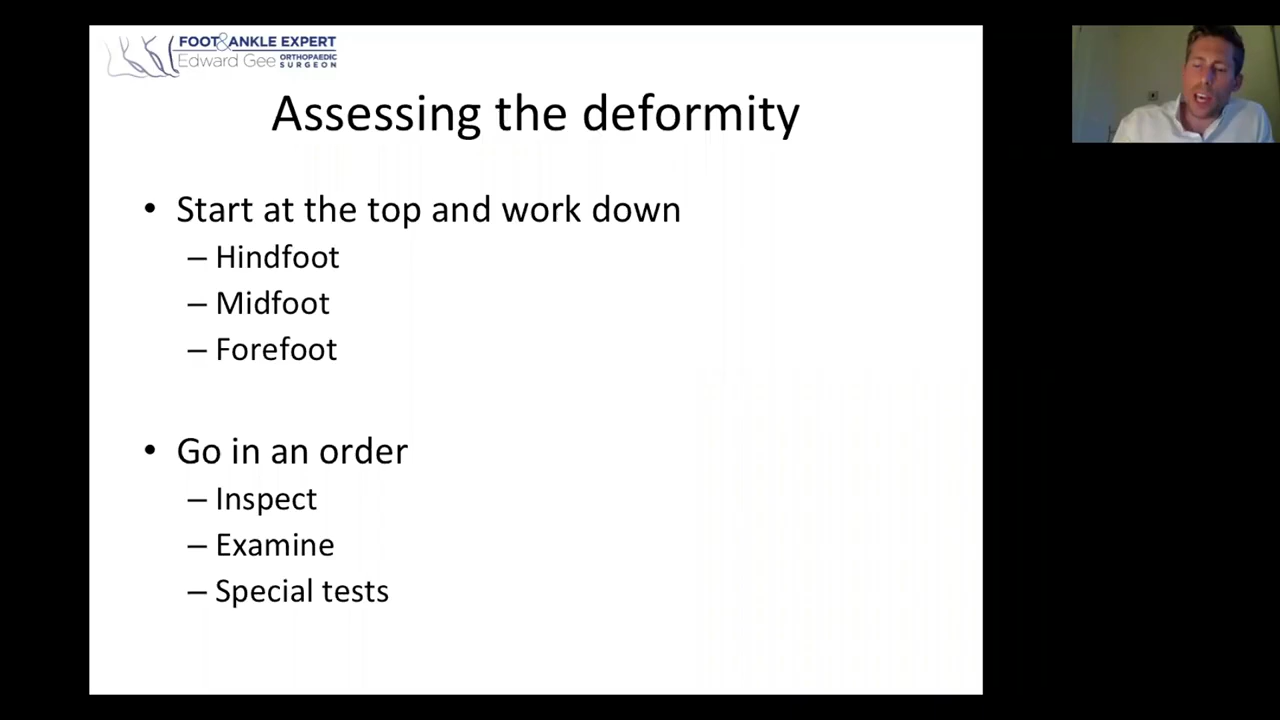 FOOT & ANKLE EXPERT
Edward Gee ORTHOPAEDIC SURGEON
Assessing the deformity
• Start at the top and work down
– Hindfoot
– Midfoot
– Forefoot
• Go in an order
– Inspect
– Examine
– Special tests